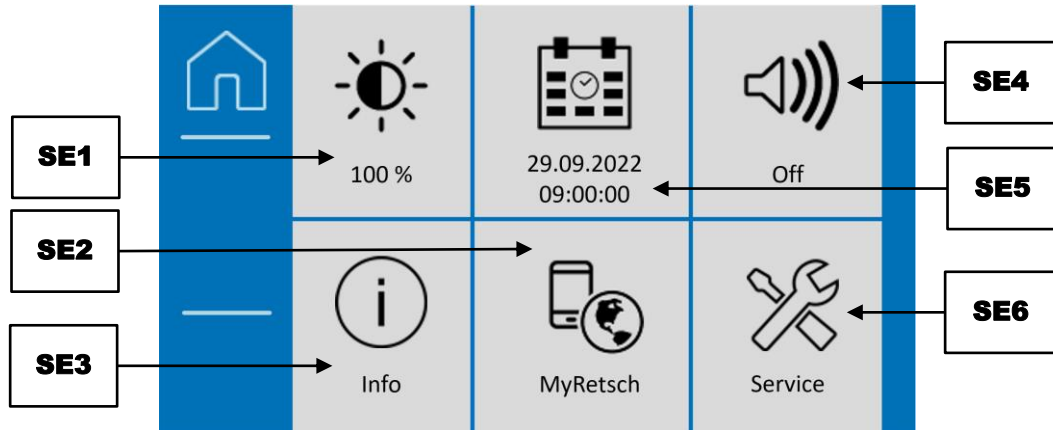 SE1
SE2
SE3
100 %
29.09.2022
09:00:00
Off
i
Info
MyRetsch
Service
SE4
SE5
SE6